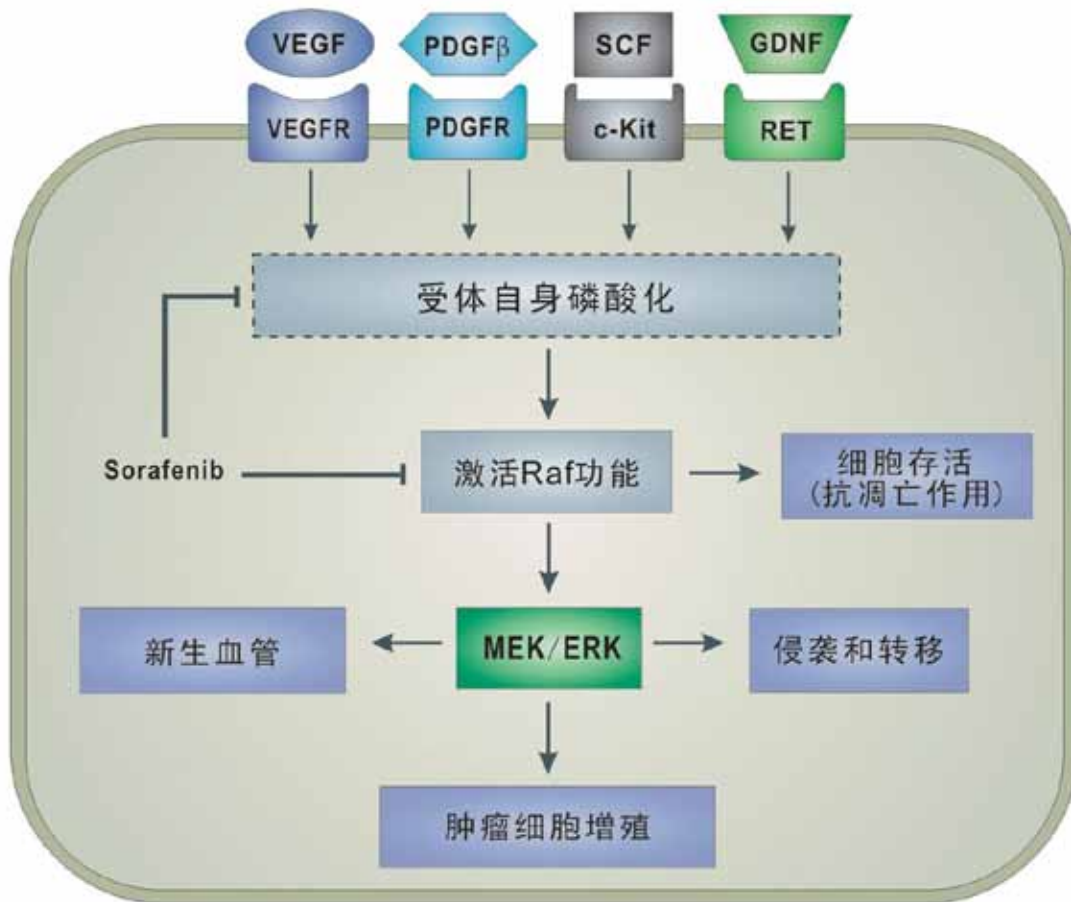 VEGF
PDGFβ
SCF
GDNF
VEGFR
PDGFR
c-Kit
RET
受体自身磷酸化
Sorafenib
激活Raf功能
细胞存活
(抗凋亡作用)
新生血管
MEK/ERK
侵袭和转移
肿瘤细胞增殖